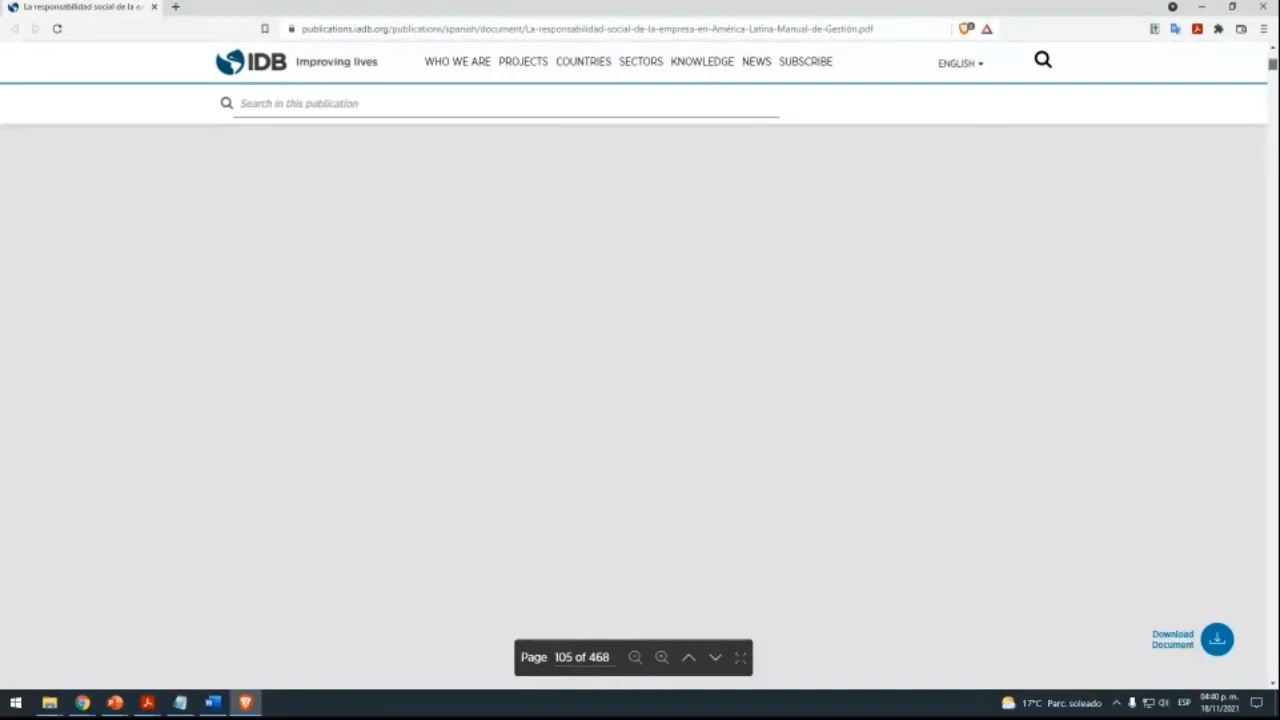 La responsabilidad social de la e
publications.iadb.org/publications/spanish/document/La-responsabilidad-social-de-la-empresa-en-América-Latina-Manual-de-Gestión.pdf
IDB Improving lives WHO WE ARE PROJECTS COUNTRIES SECTORS KNOWLEDGE NEWS SUBSCRIBE ENGLISH
Search in this publication
Download
Document
Page 105 of 468
17°C Parc. soleado ESP 04:40 p. m.
18/11/2021